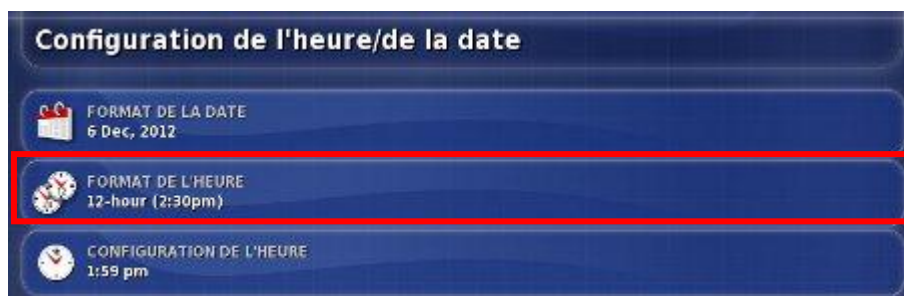 Configuration de l'heure/de la date
FORMAT DE LA DATE
6 Dec, 2012
FORMAT DE L'HEURE
12-hour (2:30pm)
CONFIGURATION DE L'HEURE
1:59 pm